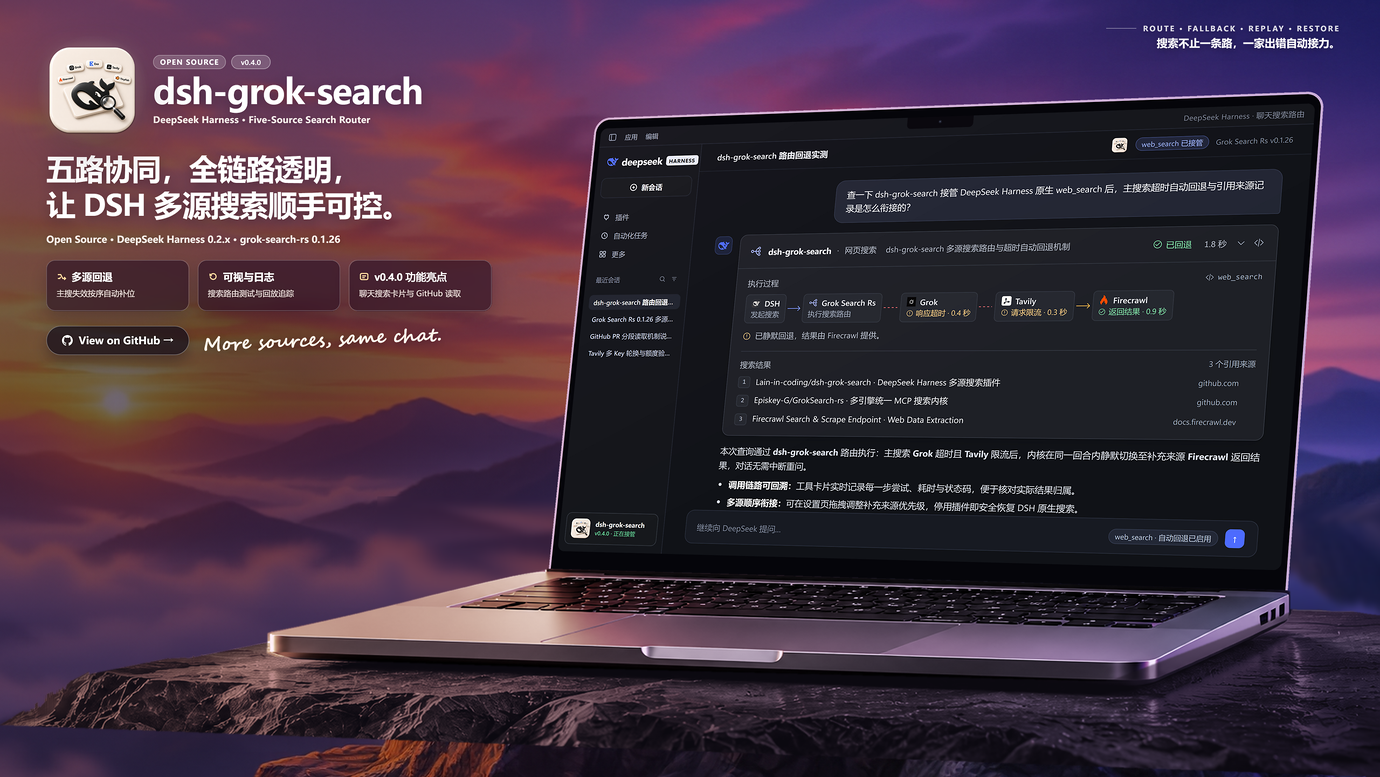 ROUTE • FALLBACK • REPLAY • RESTORE
搜索不止一条路，一家出错自动接力。
OPEN SOURCE
v0.4.0
dsh-grok-search
DeepSeek Harness • Five-Source Search Router
五路协同，全链路透明，
让 DSH 多源搜索顺手可控。
Open Source • DeepSeek Harness 0.2.x • grok-search-rs 0.1.26
多源回退
主搜失效按序自动补位
可视与日志
搜索路由测试与回放追踪
v0.4.0 功能亮点
聊天搜索卡片与 GitHub 读取
View on GitHub →
More sources, same chat.
应用 编辑
DeepSeek Harness · 聊天搜索路由
deepseek HARNESS
新会话
插件
自动化任务
更多
最近会话
dsh-grok-search 路由回退...
Grok Search Rs 0.1.26 多源...
GitHub PR 分段读取机制说...
Tavily 多 Key 轮换与额度验...
dsh-grok-search
v0.4.0 · 正在接管
dsh-grok-search 路由回退实测
web_search 已接管
Grok Search Rs v0.1.26
查一下 dsh-grok-search 接管 DeepSeek Harness 原生 web_search 后，主搜索超时自动回退与引用来源记
录是怎么衔接的？
dsh-grok-search · 网页搜索 dsh-grok-search 多源搜索路由与超时自动回退机制
已回退 1.8 秒
执行过程
web_search
DSH
发起搜索
Grok Search Rs
执行搜索路由
Grok
响应超时 · 0.4 秒
Tavily
请求限流 · 0.3 秒
Firecrawl
返回结果 · 0.9 秒
已静默回退，结果由 Firecrawl 提供。
搜索结果
3 个引用来源
1 Lain-in-coding/dsh-grok-search · DeepSeek Harness 多源搜索插件
github.com
2 Episkey-G/GrokSearch-rs · 多引擎统一 MCP 搜索内核
github.com
3 Firecrawl Search & Scrape Endpoint · Web Data Extraction
docs.firecrawl.dev
本次查询通过 dsh-grok-search 路由执行：主搜索 Grok 超时且 Tavily 限流后，内核在同一回合内静默切换至补充来源 Firecrawl 返回结
果，对话无需中断重问。
• 调用链路可回溯：工具卡片实时记录每一步尝试、耗时与状态码，便于核对实际结果归属。
• 多源顺序衔接：可在设置页拖拽调整补充来源优先级，停用插件即安全恢复 DSH 原生搜索。
继续向 DeepSeek 提问...
web_search · 自动回退已启用